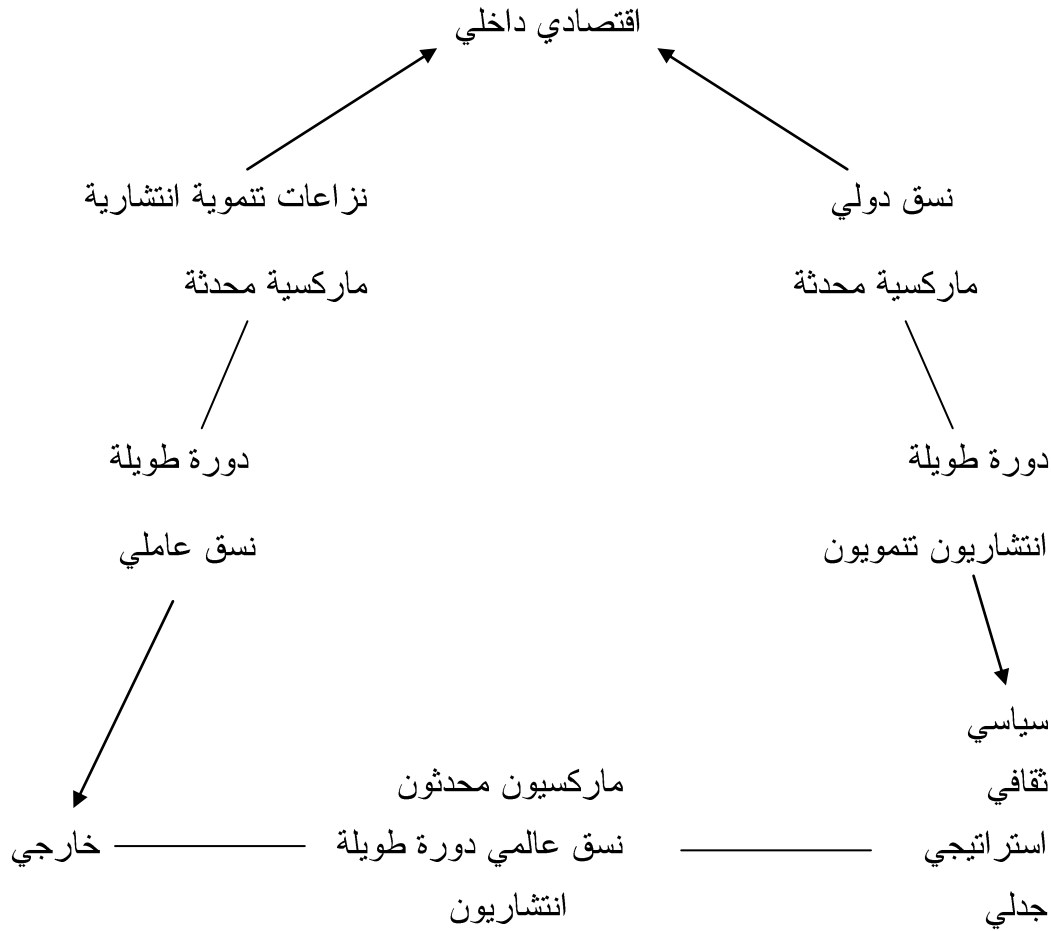 اقتصادي داخلي
نسق دولي
نزاعات تنموية انتشارية
ماركسية محدثة
ماركسية محدثة
دورة طويلة
دورة طويلة
انتشاريون تنمويون
نسق عاملي
سياسي
ثقافي
ماركسيون محدثون
استراتيجي
نسق عالمي دورة طويلة
خارجي
جدلي
انتشاريون